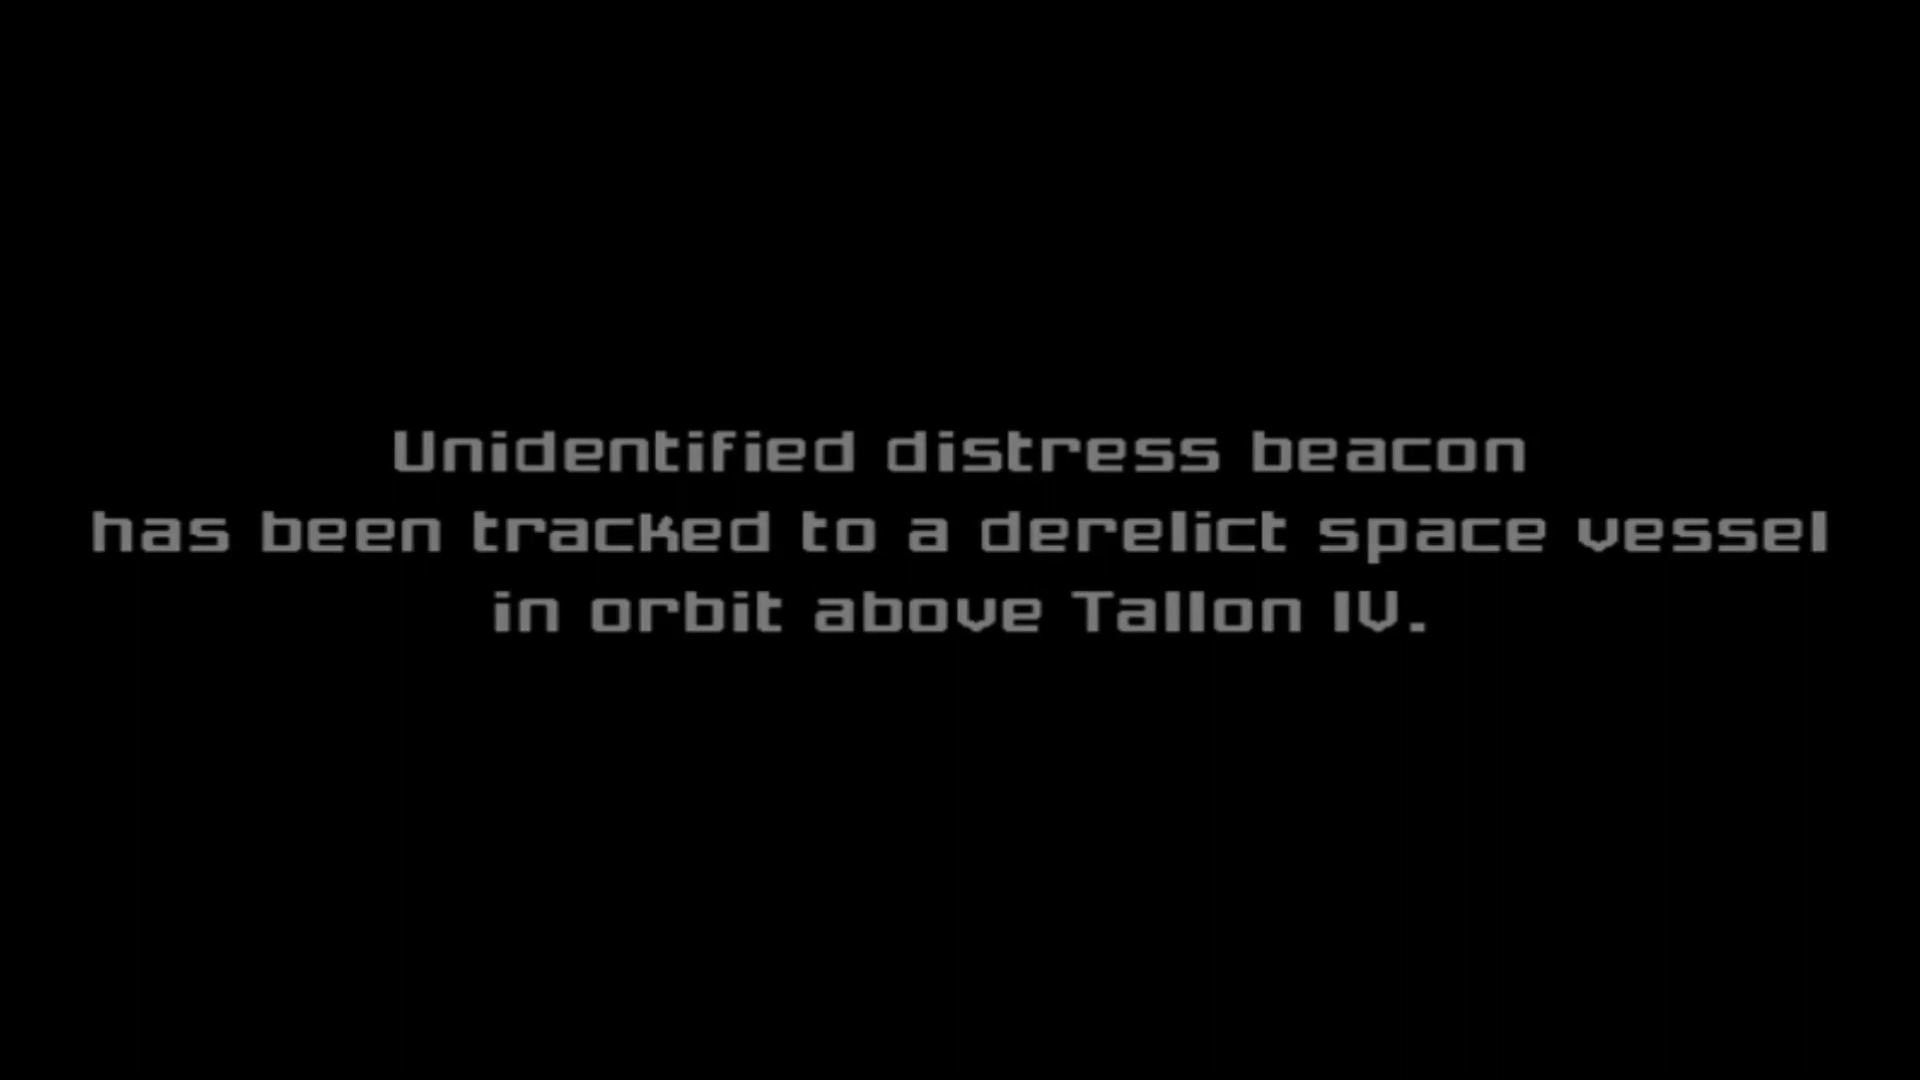 Unidentified distress beacon
has been tracked to a derelict space vessel
in orbit above Tallon IV.